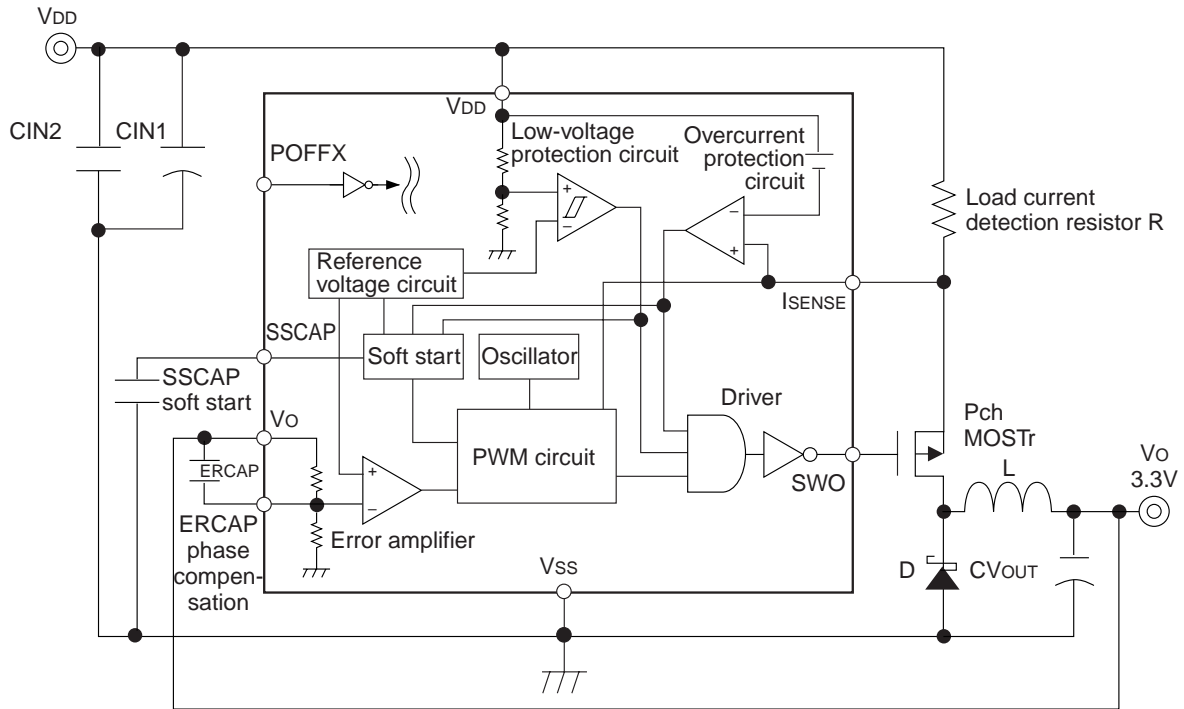 VDD
CIN2
CIN1
VDD
POFFX
Low-voltage
protection circuit
Overcurrent
protection
circuit
Load current
detection resistor R
+
−
−
+
Reference
voltage circuit
ISENSE
SSCAP
Soft start
Oscillator
SSCAP
soft start
Driver
Pch
MOSTr
VO
PWM circuit
VO
3.3V
ERCAP
+
−
SWO
L
ERCAP
phase
compen-
sation
Error amplifier
VSS
D
CVOUT